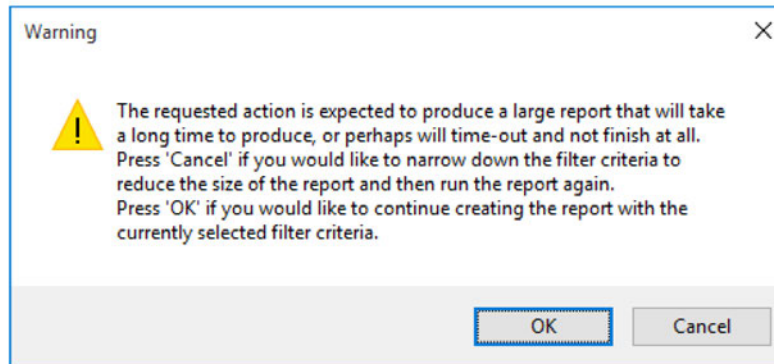 Warning
The requested action is expected to produce a large report that will take
a long time to produce, or perhaps will time-out and not finish at all.
Press 'Cancel' if you would like to narrow down the filter criteria to
reduce the size of the report and then run the report again.
Press 'OK' if you would like to continue creating the report with the
currently selected filter criteria.
OK
Cancel